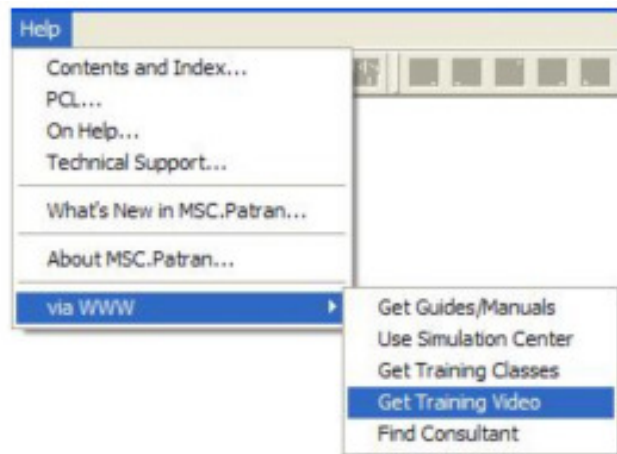 Help
Contents and Index...
PCL...
On Help...
Technical Support...
What's New in MSC.Patran...
About MSC.Patran...
via WWW
Get Guides/Manuals
Use Simulation Center
Get Training Classes
Get Training Video
Find Consultant